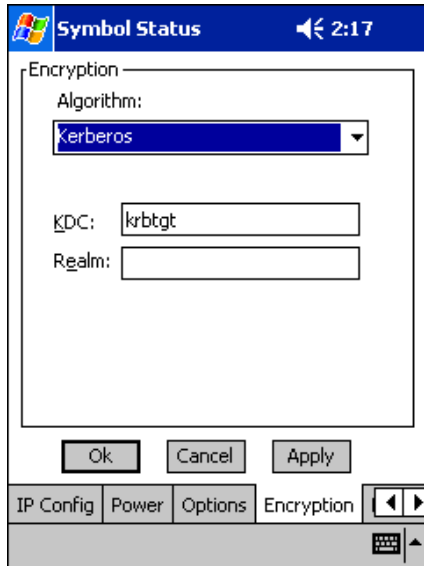 Symbol Status 2:17
Encryption
Algorithm:
Kerberos
KDC: krbtgt
Realm:
Ok Cancel Apply
IP Config Power Options Encryption